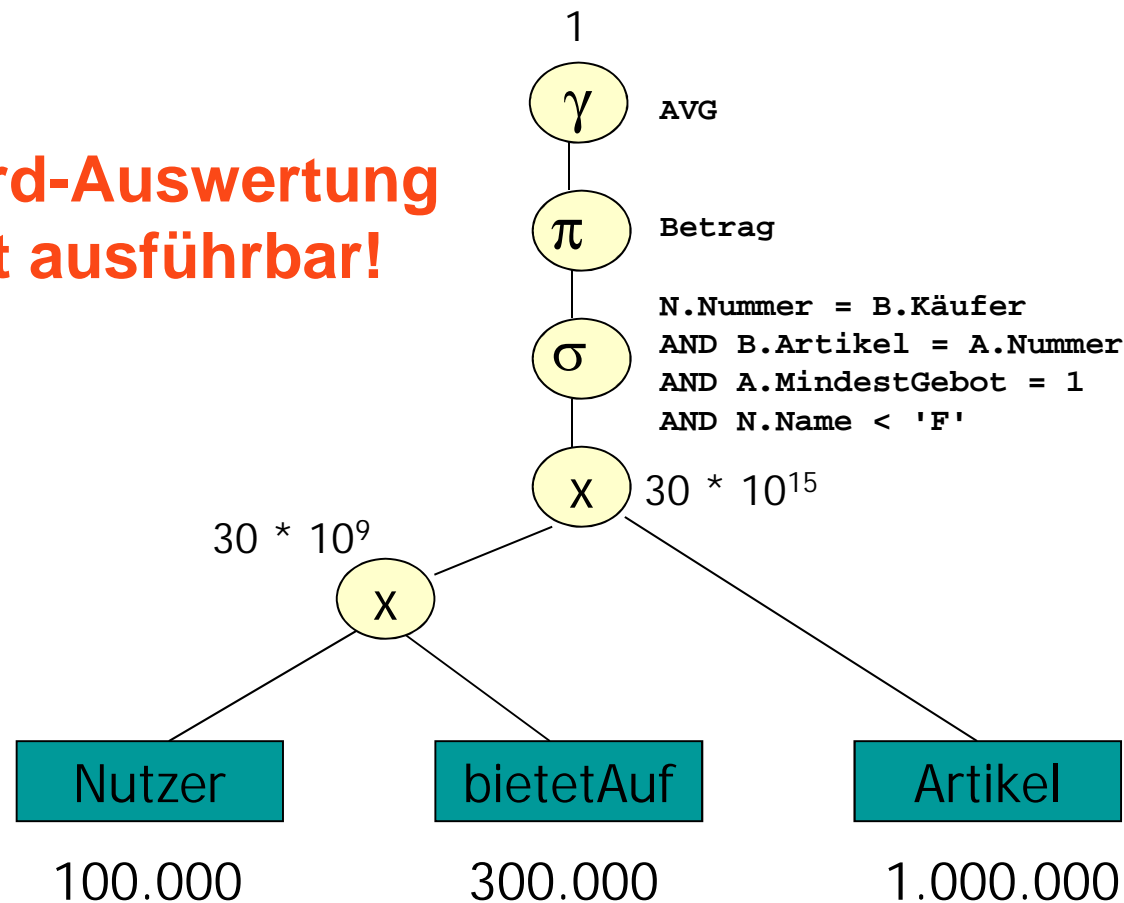 1
γ AVG
rd-Auswertung
t ausführbar!
π Betrag
N.Nummer = B.Käufer
AND B.Artikel = A.Nummer
σ
AND A.MindestGebot = 1
AND N.Name < 'F'
x 30 * 10¹⁵
30 * 10⁹
x
Nutzer bietetAuf Artikel
100.000 300.000 1.000.000